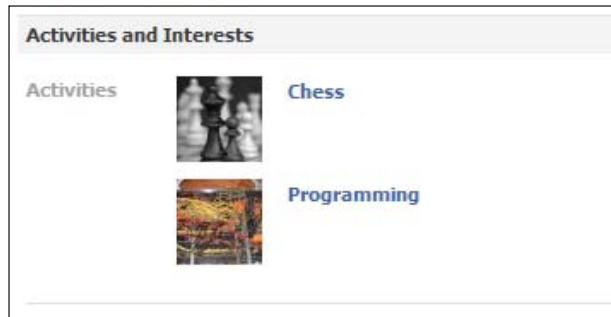 Activities and Interests
Activities
Chess
Programming